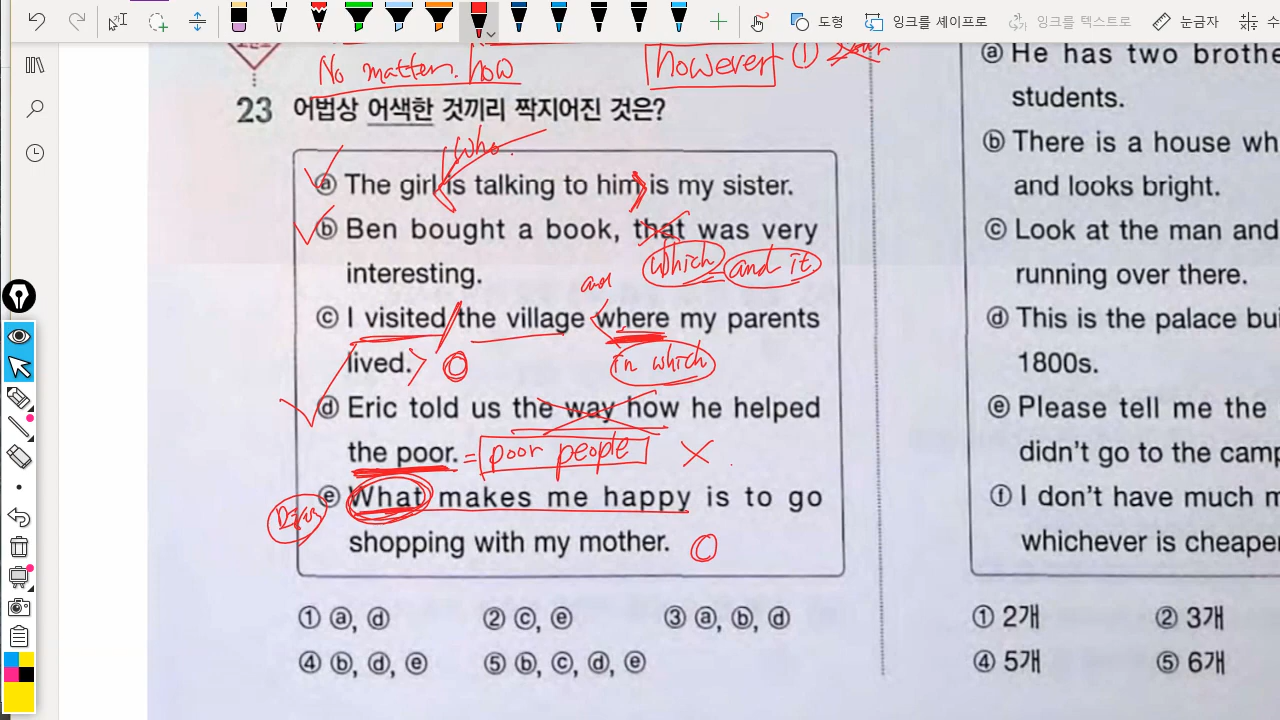 도형
잉크를 셰이프로
잉크를 텍스트로
눈금자
수
No matter. how
however ①
23 어법상 어색한 것끼리 짝지어진 것은?
who.
ⓐ The girl is talking to him is my sister.
ⓑ Ben bought a book, that was very
interesting. which = and it
and
ⓒ I visited the village where my parents
lived. in which
ⓓ Eric told us the way how he helped
the poor. = poor people
ⓔ What makes me happy is to go
shopping with my mother.
① ⓐ, ⓓ ② ⓒ, ⓔ ③ ⓐ, ⓑ, ⓓ
④ ⓑ, ⓓ, ⓔ ⑤ ⓑ, ⓒ, ⓓ, ⓔ
ⓐ He has two brothe
students.
ⓑ There is a house wh
and looks bright.
ⓒ Look at the man and
running over there.
ⓓ This is the palace bui
1800s.
ⓔ Please tell me the
didn't go to the camp
ⓕ I don't have much m
whichever is cheaper
① 2개 ② 3개
④ 5개 ⑤ 6개